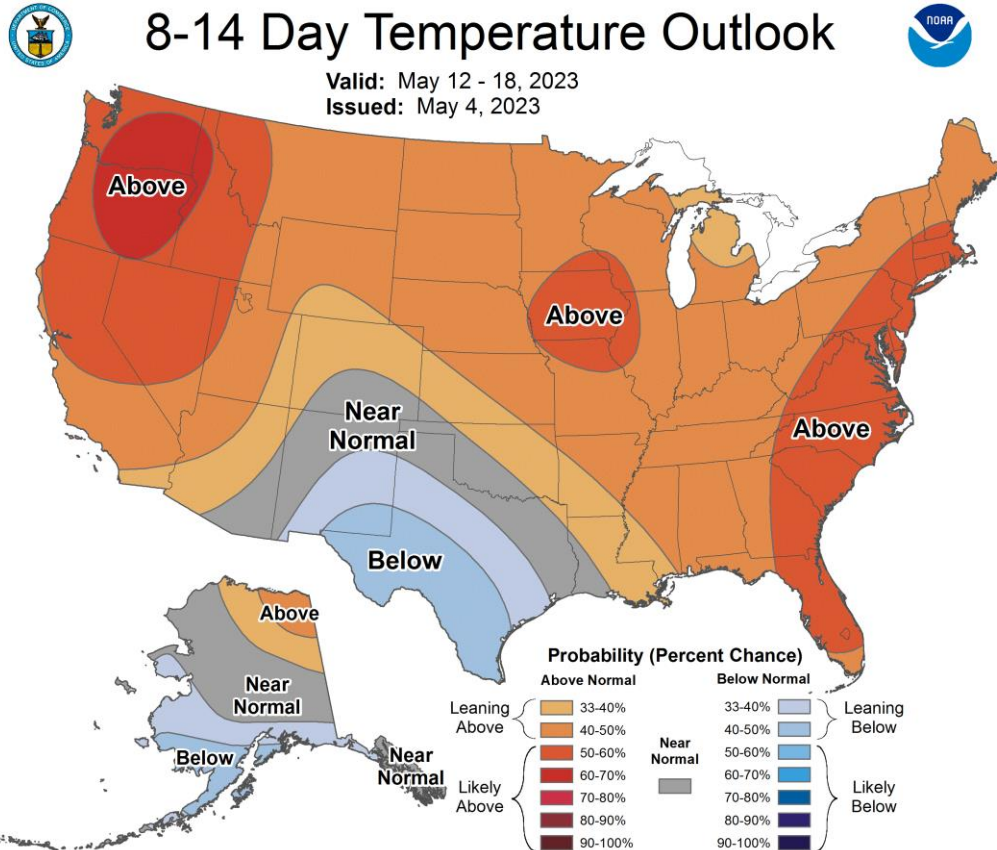 8-14 Day Temperature Outlook
NOAA
Valid: May 12 - 18, 2023
Issued: May 4, 2023
Above
Above
Near
Normal
Above
Below
Above
Near
Normal
Below
Near
Normal
Probability (Percent Chance)
Above Normal
Below Normal
Leaning
Above
33-40%
40-50%
50-60%
60-70%
70-80%
80-90%
90-100%
Likely
Above
Near
Normal
33-40%
40-50%
50-60%
60-70%
70-80%
80-90%
90-100%
Leaning
Below
Likely
Below